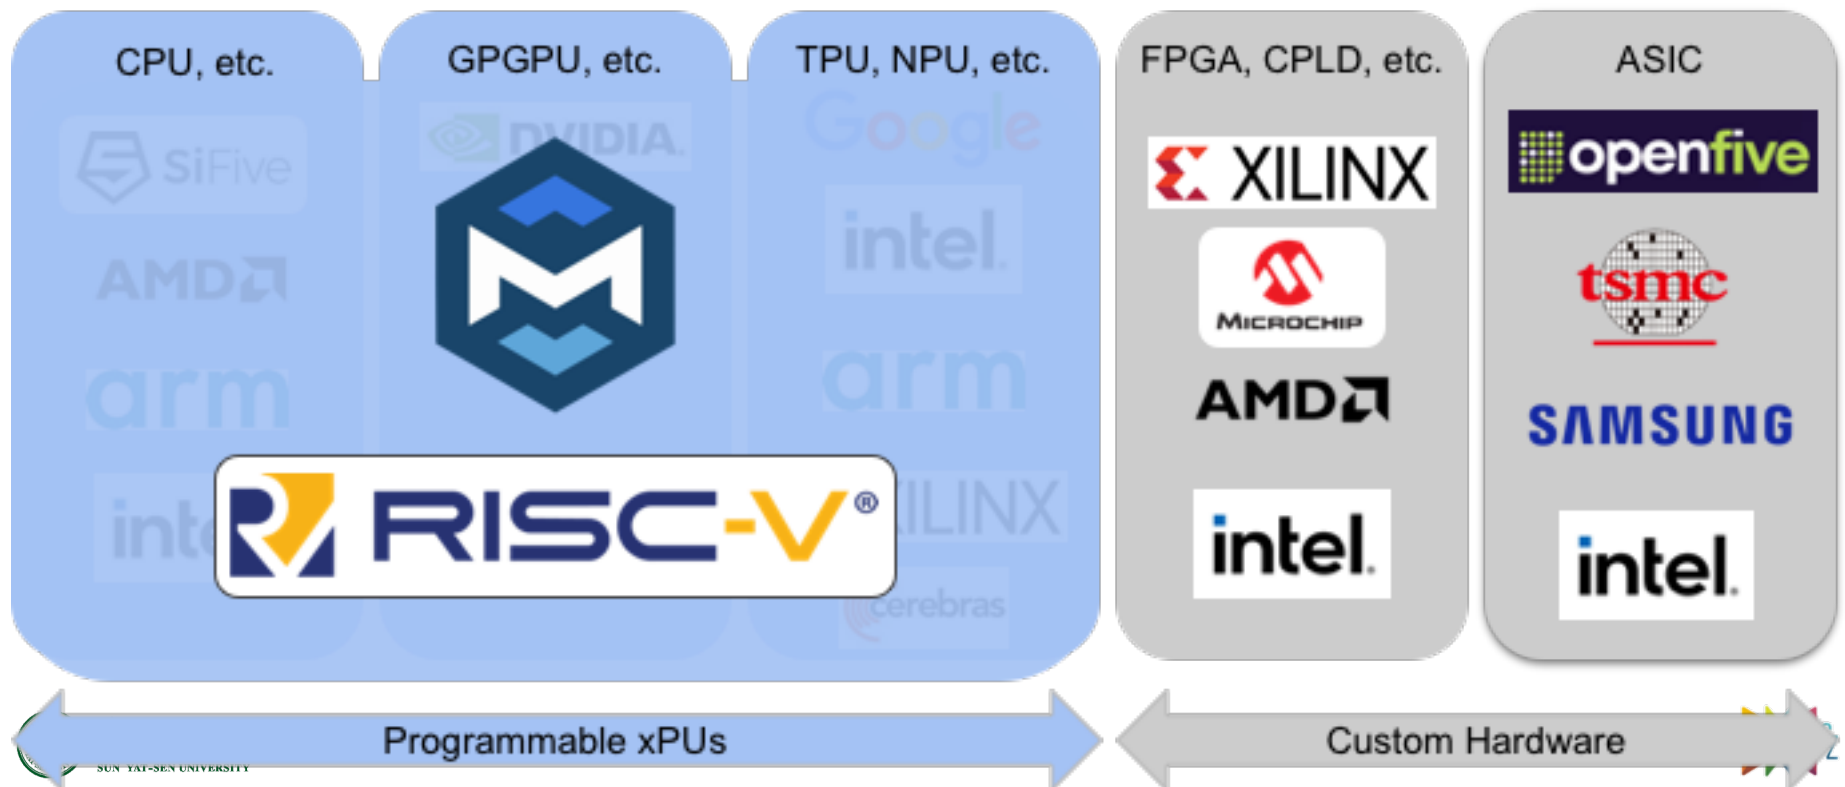 CPU, etc.
GPGPU, etc.
TPU, NPU, etc.
FPGA, CPLD, etc.
ASIC
SiFive
AMD
arm
intel
NVIDIA.
Google
intel.
arm
XILINX
cerebras
RISC-V®
XILINX
MICROCHIP
AMD
intel.
openfive
tsmc
SAMSUNG
intel.
Programmable xPUs
Custom Hardware
SUN YAT-SEN UNIVERSITY
2